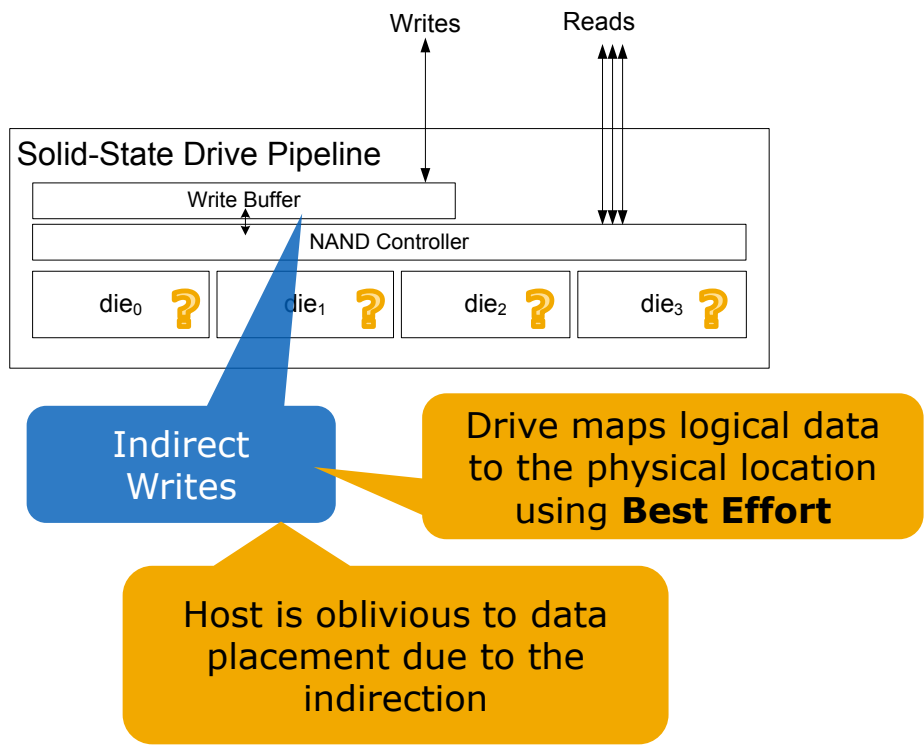 Writes
Reads
Solid-State Drive Pipeline
Write Buffer
NAND Controller
die₀ ?
die₁ ?
die₂ ?
die₃ ?
Indirect
Writes
Drive maps logical data
to the physical location
using Best Effort
Host is oblivious to data
placement due to the
indirection